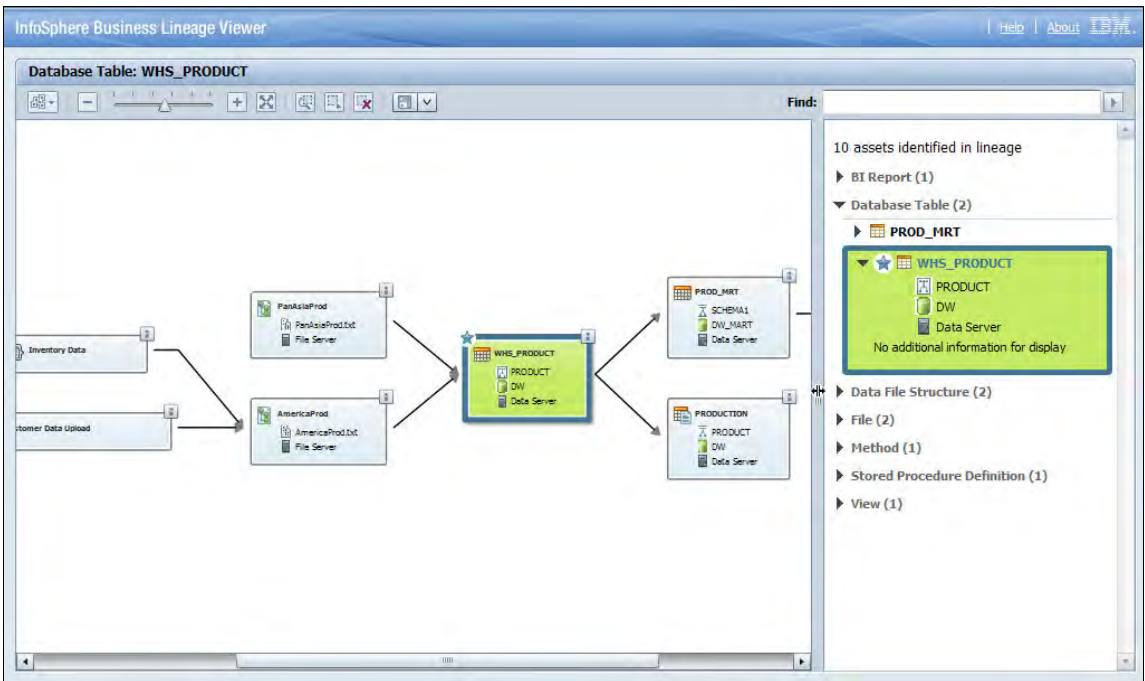 InfoSphere Business Lineage Viewer
Help
About
IBM.
Database Table: WHS_PRODUCT
Find:
Inventory Data
stomer Data Upload
PanAsiaProd
PanAsiaProd.txt
File Server
AmericaProd
AmericaProd.txt
File Server
WHS_PRODUCT
PRODUCT
DW
Data Server
PROD_MRT
SCHEMA1
DW_MART
Data Server
PRODUCTION
PRODUCT
DW
Data Server
10 assets identified in lineage
BI Report (1)
Database Table (2)
PROD_MRT
WHS_PRODUCT
PRODUCT
DW
Data Server
No additional information for display
Data File Structure (2)
File (2)
Method (1)
Stored Procedure Definition (1)
View (1)